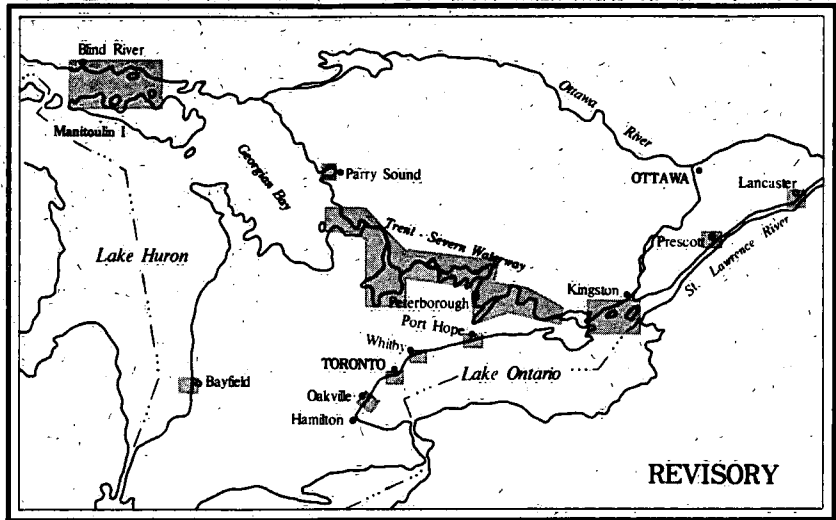 Blind River
Manitoulin I
Georgian Bay
Ottawa River
Parry Sound
OTTAWA
Lancaster
Lake Huron
Trent - Severn Waterway
Prescott
St. Lawrence River
Kingston
Peterborough
Port Hope
Whitby
TORONTO
Lake Ontario
Bayfield
Oakville
Hamilton
REVISORY